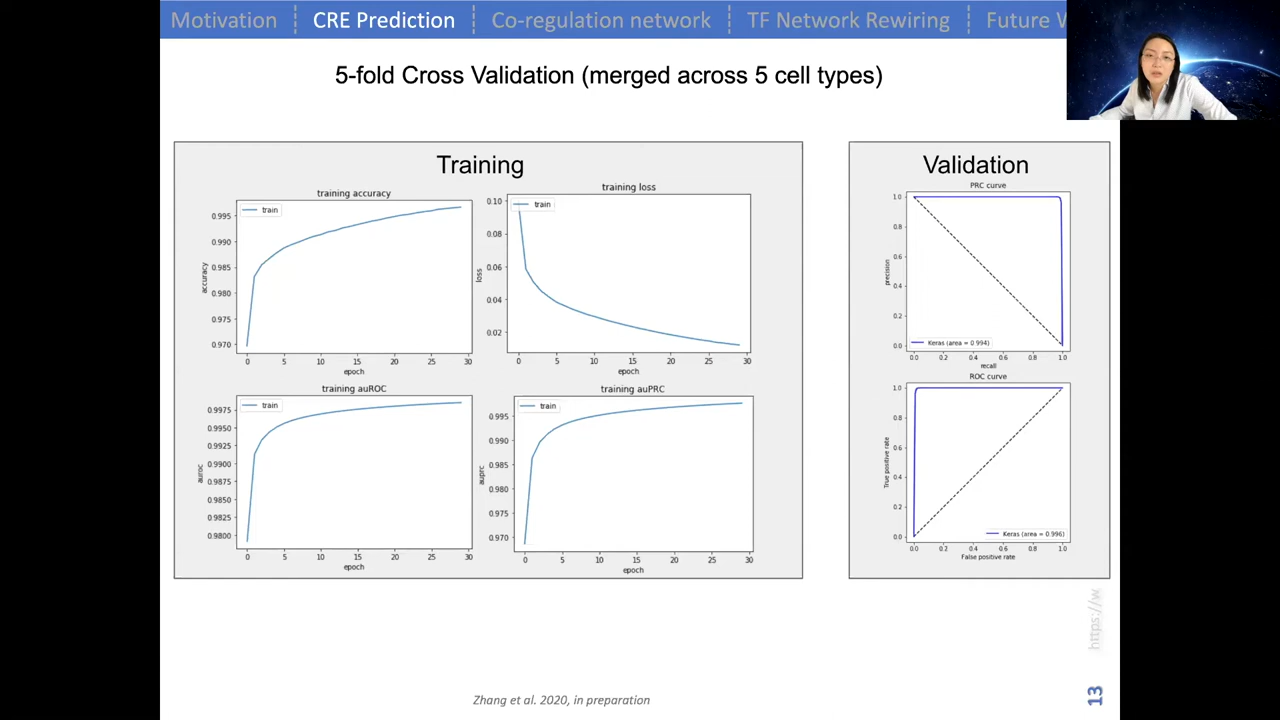 Motivation
CRE Prediction
Co-regulation network
TF Network Rewiring
Future
5-fold Cross Validation (merged across 5 cell types)
Training
training accuracy
train
0.995
0.990
0.985
0.980
0.975
0.970
accuracy
0 5 10 15 20 25 30
epoch
training loss
train
0.10
0.08
0.06
0.04
0.02
loss
0 5 10 15 20 25 30
epoch
training auROC
train
0.9975
0.9950
0.9925
0.9900
0.9875
0.9850
0.9825
0.9800
auroc
0 5 10 15 20 25 30
epoch
training auPRC
train
0.995
0.990
0.985
0.980
0.975
0.970
auprc
0 5 10 15 20 25 30
epoch
Validation
PRC curve
1.0
0.8
0.6
0.4
0.2
0.0
precision
Keras (area = 0.994)
0.0 0.2 0.4 0.6 0.8 1.0
recall
ROC curve
1.0
0.8
0.6
0.4
0.2
0.0
True positive rate
Keras (area = 0.996)
0.0 0.2 0.4 0.6 0.8 1.0
False positive rate
https://w
Zhang et al. 2020, in preparation
13